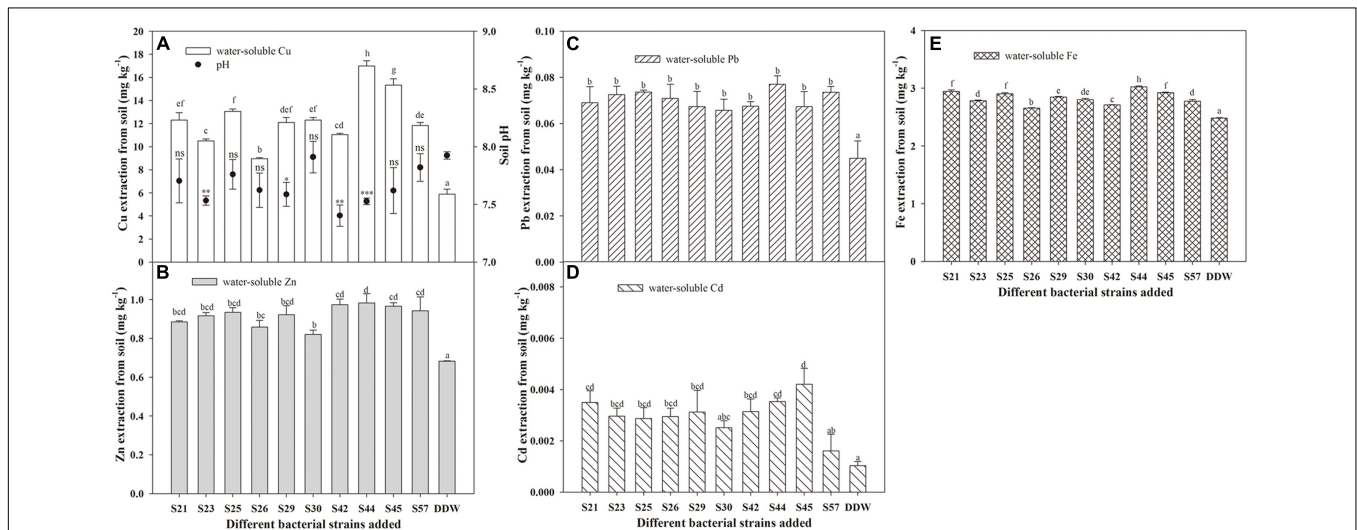 A
water-soluble Cu
pH
Cu extraction from soil (mg kg-1)
20
18
16
14
12
10
8
6
4
2
0
Soil pH
9.0
8.5
8.0
7.5
7.0
ef c f b def ef cd h g de a
ns ** ns ns * ns ** *** ns ns
B
water-soluble Zn
Zn extraction from soil (mg kg-1)
1.0
0.8
0.6
0.4
0.2
0.0
bcd bcd bcd bc bcd b cd d cd cd a
S21 S23 S25 S26 S29 S30 S42 S44 S45 S57 DDW
Different bacterial strains added
C
water-soluble Pb
Pb extraction from soil (mg kg-1)
0.10
0.08
0.06
0.04
0.02
0.00
b b b b b b b b b b a
D
water-soluble Cd
Cd extraction from soil (mg kg-1)
0.008
0.006
0.004
0.002
0.000
cd bcd bcd bcd bcd abc bcd cd d ab a
S21 S23 S25 S26 S29 S30 S42 S44 S45 S57 DDW
Different bacterial strains added
E
water-soluble Fe
Fe extraction from soil (mg kg-1)
4
3
2
1
0
f d f b e de c h f d a
S21 S23 S25 S26 S29 S30 S42 S44 S45 S57 DDW
Different bacterial strains added